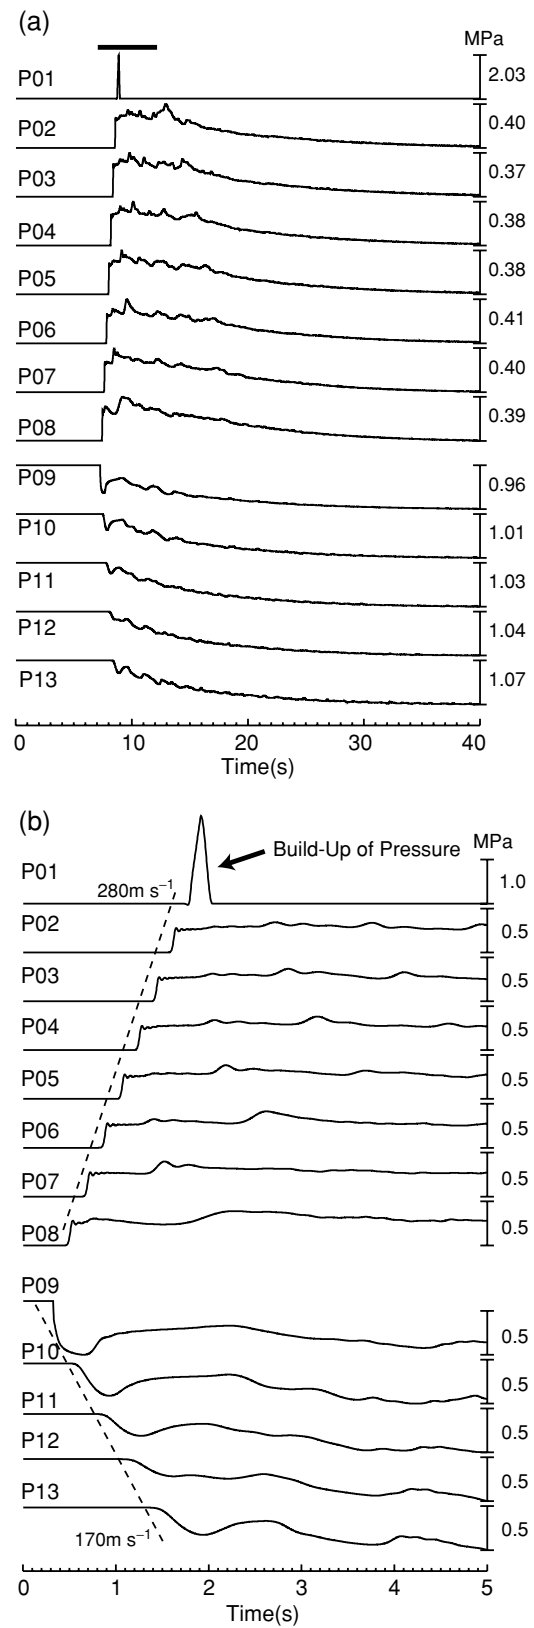 (a)
MPa
P01 2.03
P02 0.40
P03 0.37
P04 0.38
P05 0.38
P06 0.41
P07 0.40
P08 0.39
P09 0.96
P10 1.01
P11 1.03
P12 1.04
P13 1.07
0 10 20 30 40
Time(s)
(b)
MPa
Build-Up of Pressure
P01 1.0
280m s⁻¹
P02 0.5
P03 0.5
P04 0.5
P05 0.5
P06 0.5
P07 0.5
P08 0.5
P09 0.5
P10 0.5
P11 0.5
P12 0.5
P13 0.5
170m s⁻¹
0 1 2 3 4 5
Time(s)